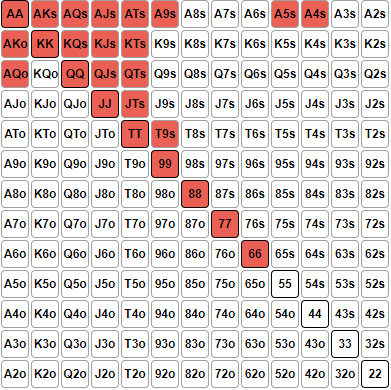 AA AKs AQs AJs ATs A9s A8s A7s A6s A5s A4s A3s A2s
AKo KK KQs KJs KTs K9s K8s K7s K6s K5s K4s K3s K2s
AQo KQo QQ QJs QTs Q9s Q8s Q7s Q6s Q5s Q4s Q3s Q2s
AJo KJo QJo JJ JTs J9s J8s J7s J6s J5s J4s J3s J2s
ATo KTo QTo JTo TT T9s T8s T7s T6s T5s T4s T3s T2s
A9o K9o Q9o J9o T9o 99 98s 97s 96s 95s 94s 93s 92s
A8o K8o Q8o J8o T8o 98o 88 87s 86s 85s 84s 83s 82s
A7o K7o Q7o J7o T7o 97o 87o 77 76s 75s 74s 73s 72s
A6o K6o Q6o J6o T6o 96o 86o 76o 66 65s 64s 63s 62s
A5o K5o Q5o J5o T5o 95o 85o 75o 65o 55 54s 53s 52s
A4o K4o Q4o J4o T4o 94o 84o 74o 64o 54o 44 43s 42s
A3o K3o Q3o J3o T3o 93o 83o 73o 63o 53o 43o 33 32s
A2o K2o Q2o J2o T2o 92o 82o 72o 62o 52o 42o 32o 22